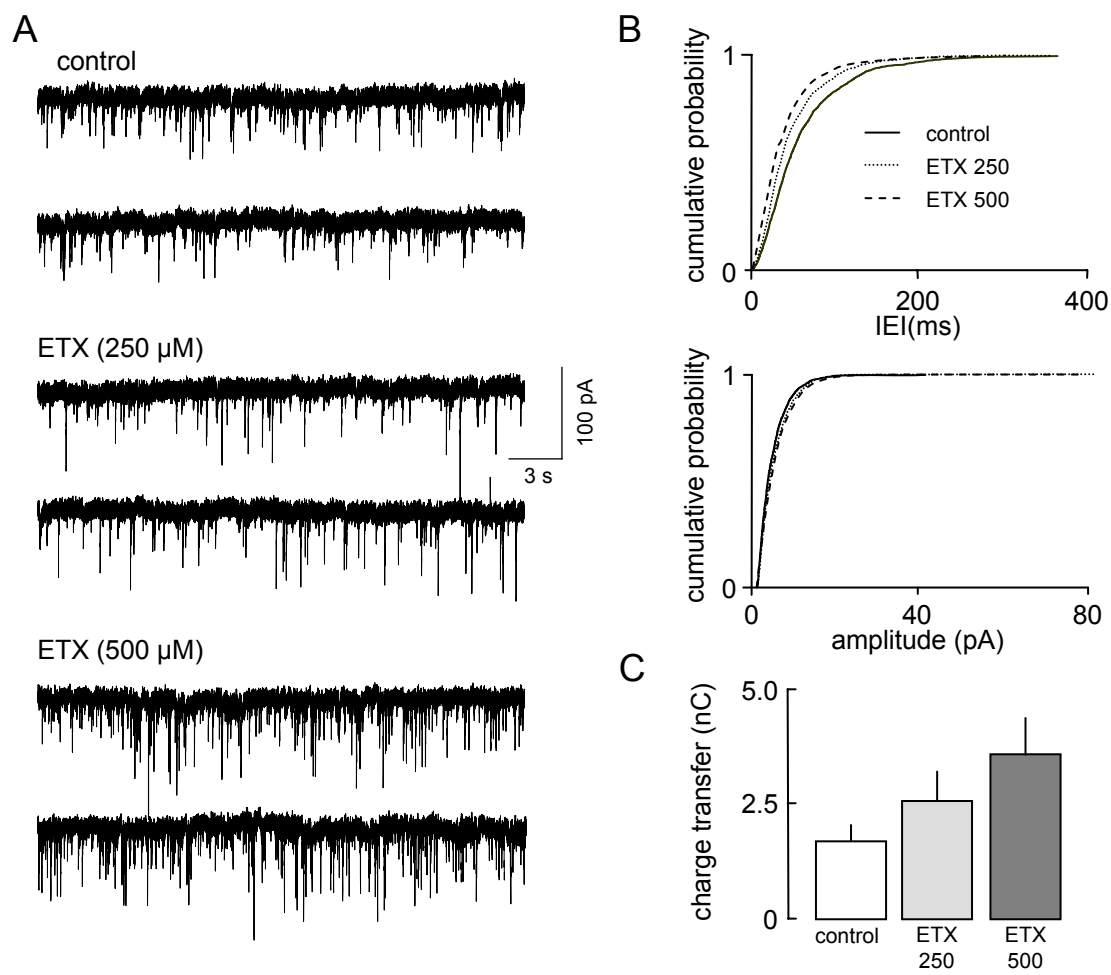 A
control
ETX (250 µM)
100 pA
3 s
ETX (500 µM)
B
cumulative probability
1
0
control
ETX 250
ETX 500
0
200
400
IEI(ms)
cumulative probability
1
0
0
40
80
amplitude (pA)
C
charge transfer (nC)
5.0
2.5
0
control
ETX
250
ETX
500